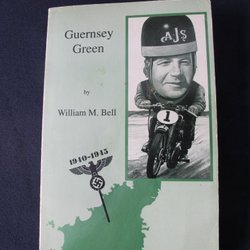 Guernsey
Green
by
William M. Bell
AJS
1
1940-1945